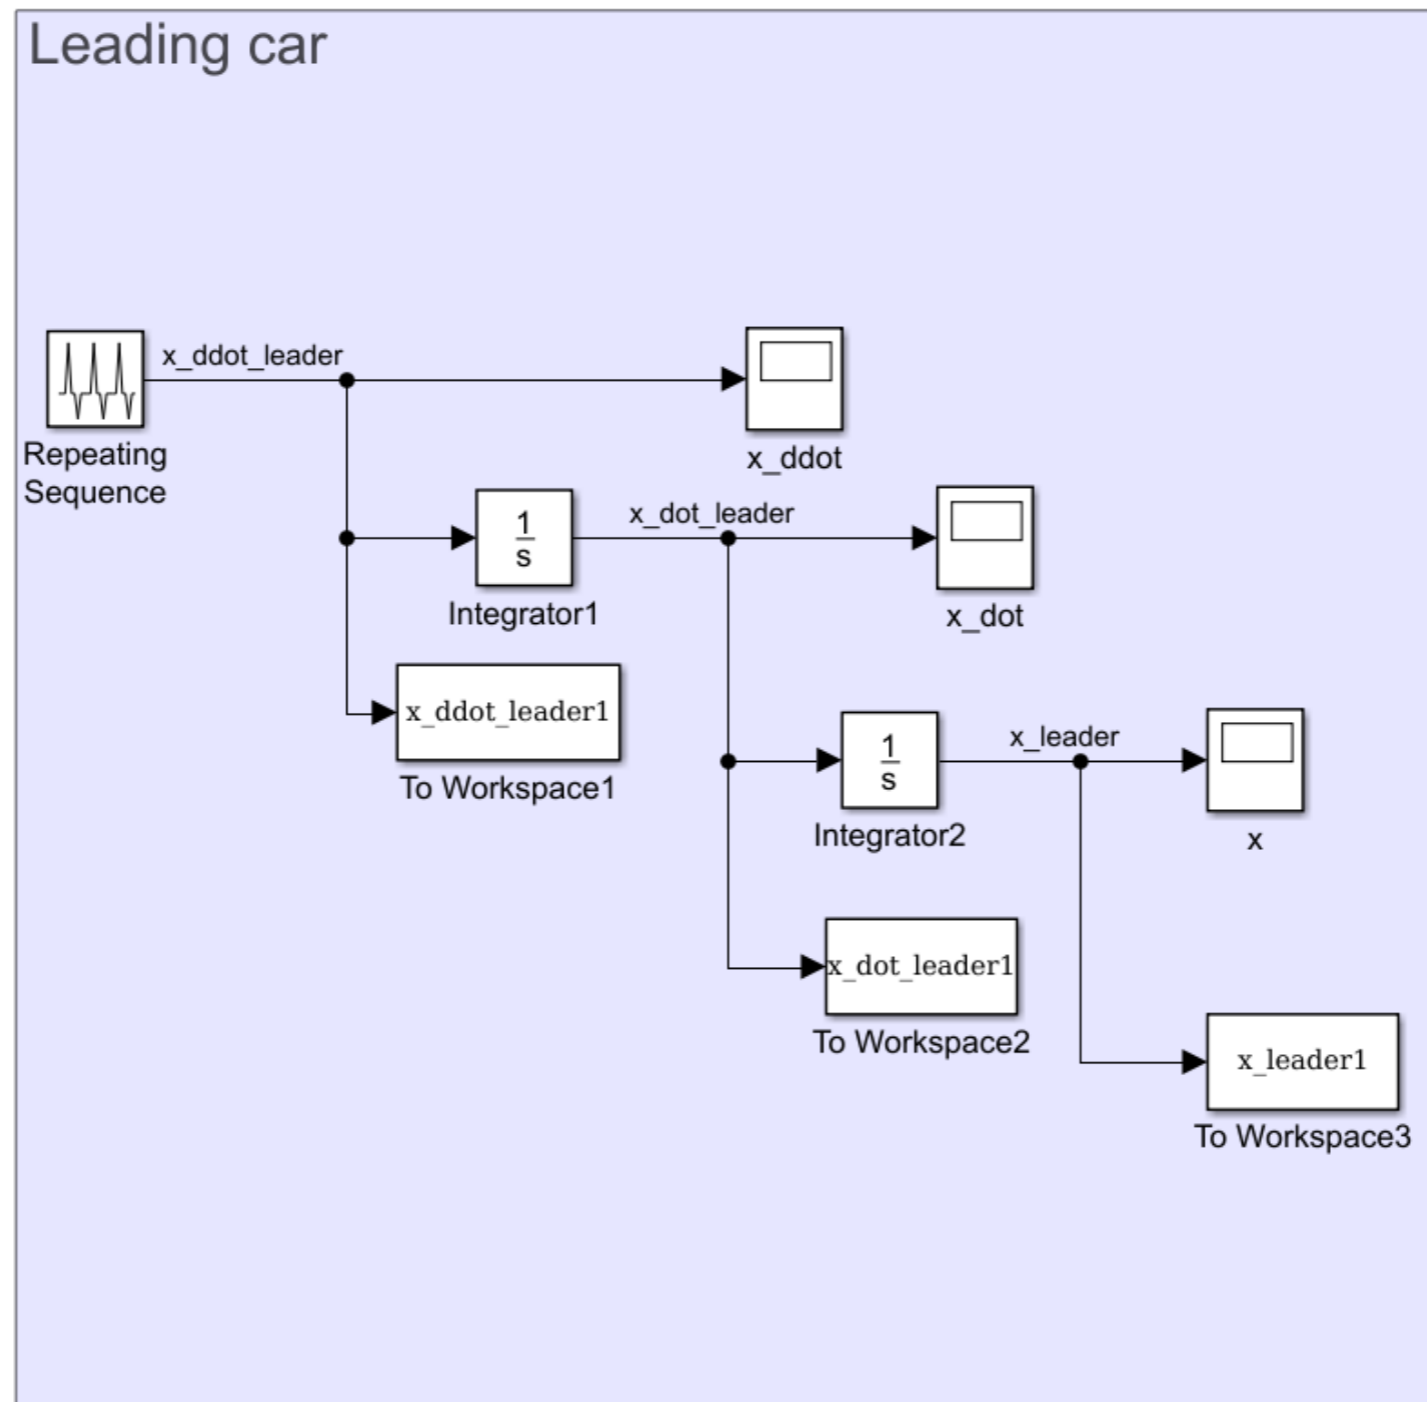 Leading car
x_ddot_leader
Repeating
Sequence
x_ddot
1
s
Integrator1
x_dot_leader
x_dot
x_ddot_leader1
To Workspace1
1
s
Integrator2
x_leader
x
x_dot_leader1
To Workspace2
x_leader1
To Workspace3